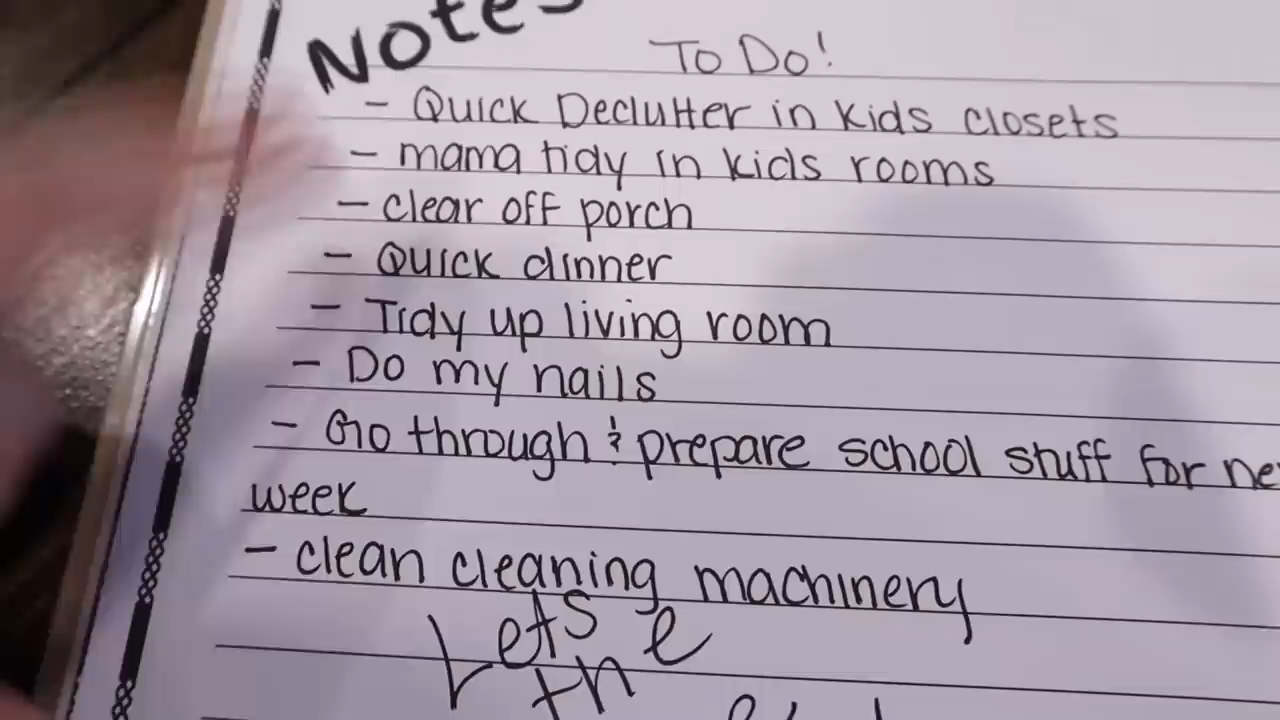 Notes
To Do!
- Quick Declutter in kids closets
- mama tidy in kids rooms
- clear off porch
- Quick dinner
- Tidy up living room
- Do my nails
- Go through & prepare school stuff for
week
- clean cleaning machinery
Lets